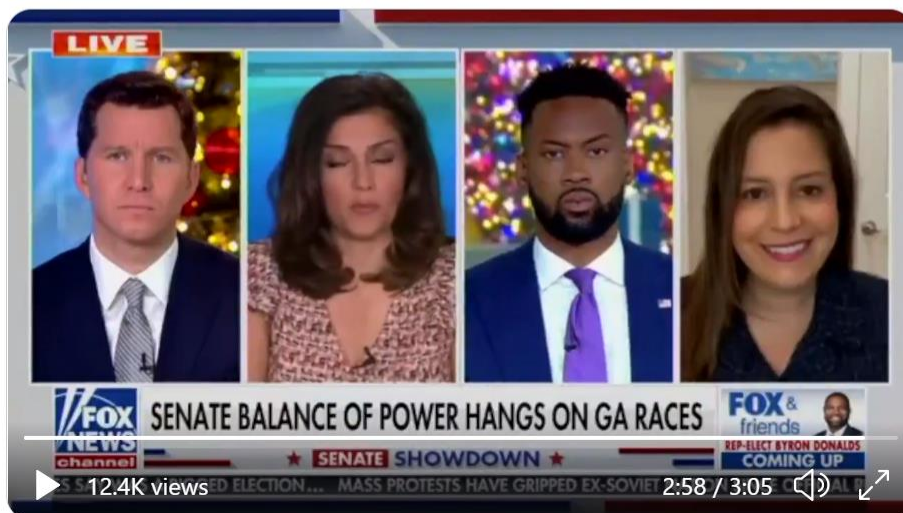 LIVE
FOX
NEWS
channel
SENATE BALANCE OF POWER HANGS ON GA RACES
SENATE SHOWDOWN
FOX &
friends
REP-ELECT BYRON DONALDS
COMING UP
ED ELECTION... MASS PROTESTS HAVE GRIPPED EX-SOVIET
12.4K views
2:58 / 3:05